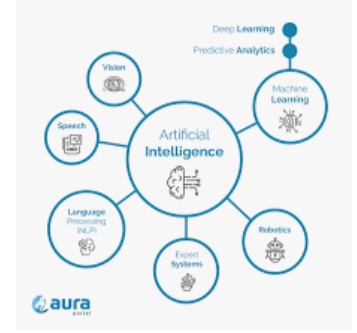 Deep Learning
Predictive Analytics
Machine
Learning
Vision
Speech
Artificial
Intelligence
Language
Processing
(NLP)
Expert
Systems
Robotics
aura
portal